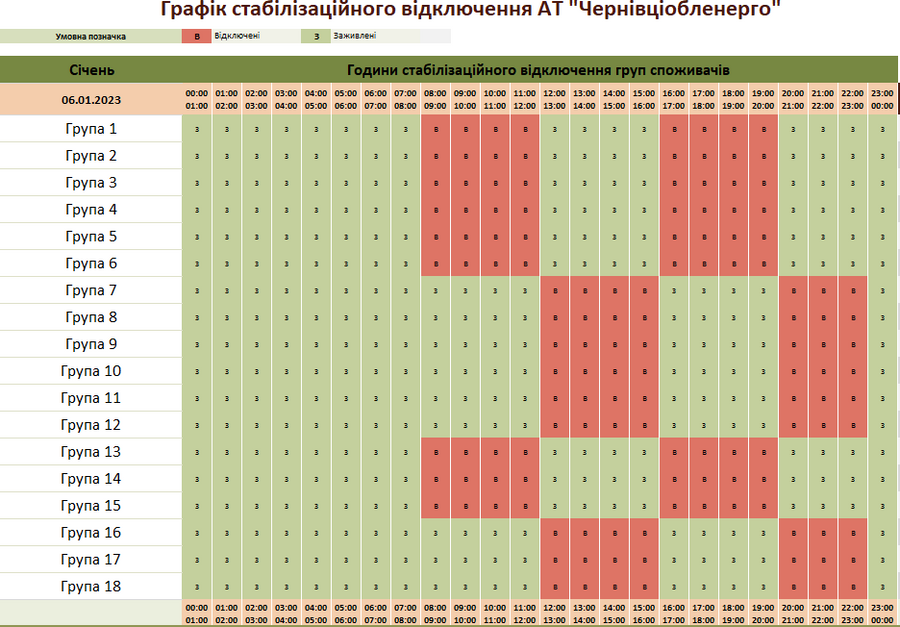 Графік стабілізаційного відключення АТ "Чернівціобленерго"
Умовна позначка В Відключені З Заживлені
Січень Години стабілізаційного відключення груп споживачів
06.01.2023 00:00 01:00 02:00 03:00 04:00 05:00 06:00 07:00 08:00 09:00 10:00 11:00 12:00 13:00 14:00 15:00 16:00 17:00 18:00 19:00 20:00 21:00 22:00 23:00
01:00 02:00 03:00 04:00 05:00 06:00 07:00 08:00 09:00 10:00 11:00 12:00 13:00 14:00 15:00 16:00 17:00 18:00 19:00 20:00 21:00 22:00 23:00 00:00
Група 1 З З З З З З З З В В В В З З З З В В В В З З З З
Група 2 З З З З З З З З В В В В З З З З В В В В З З З З
Група 3 З З З З З З З З В В В В З З З З В В В В З З З З
Група 4 З З З З З З З З В В В В З З З З В В В В З З З З
Група 5 З З З З З З З З В В В В З З З З В В В В З З З З
Група 6 З З З З З З З З В В В В З З З З В В В В З З З З
Група 7 З З З З З З З З З З З З В В В В З З З З В В В З
Група 8 З З З З З З З З З З З З В В В В З З З З В В В З
Група 9 З З З З З З З З З З З З В В В В З З З З В В В З
Група 10 З З З З З З З З З З З З В В В В З З З З В В В З
Група 11 З З З З З З З З З З З З В В В В З З З З В В В З
Група 12 З З З З З З З З З З З З В В В В З З З З В В В З
Група 13 З З З З З З З З В В В В З З З З В В В В З З З З
Група 14 З З З З З З З З В В В В З З З З В В В В З З З З
Група 15 З З З З З З З З В В В В З З З З В В В В З З З З
Група 16 З З З З З З З З З З З З В В В В З З З З В В В З
Група 17 З З З З З З З З З З З З В В В В З З З З В В В З
Група 18 З З З З З З З З З З З З В В В В З З З З В В В З
00:00 01:00 02:00 03:00 04:00 05:00 06:00 07:00 08:00 09:00 10:00 11:00 12:00 13:00 14:00 15:00 16:00 17:00 18:00 19:00 20:00 21:00 22:00 23:00
01:00 02:00 03:00 04:00 05:00 06:00 07:00 08:00 09:00 10:00 11:00 12:00 13:00 14:00 15:00 16:00 17:00 18:00 19:00 20:00 21:00 22:00 23:00 00:00